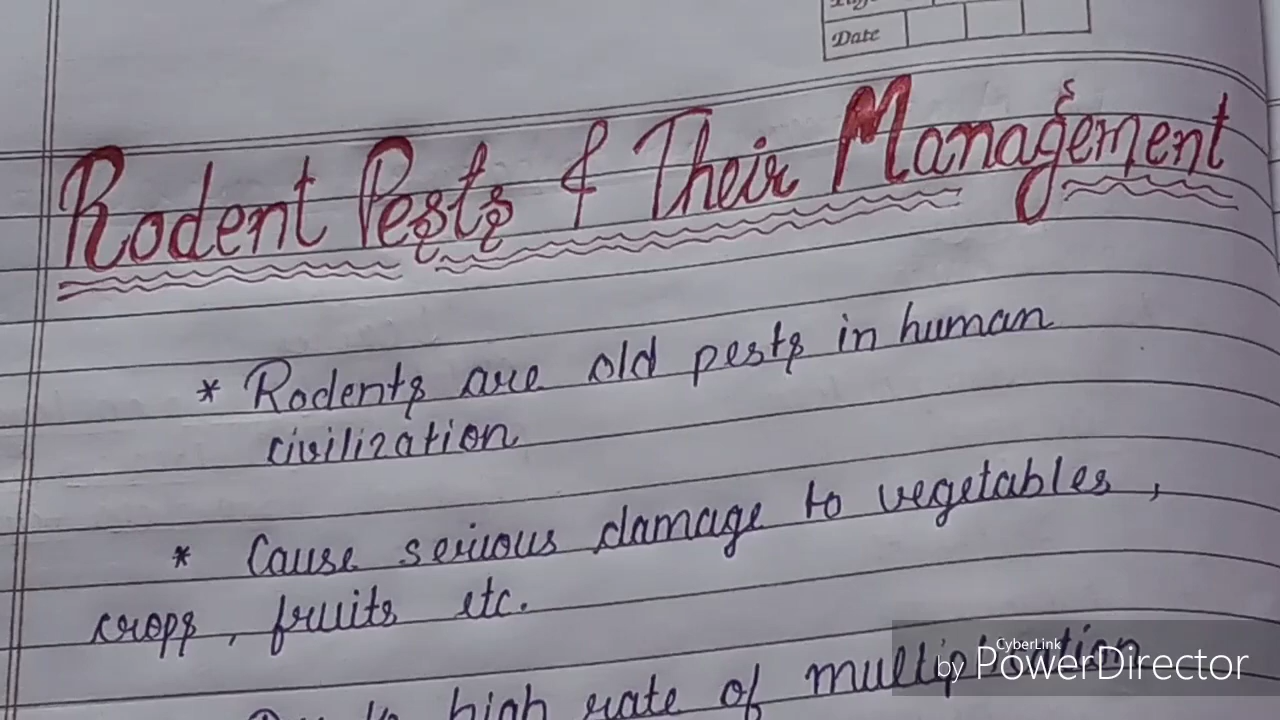 Date
Rodent Pests & Their Management
* Rodents are old pests in human
civilization
* Cause serious damage to vegetables,
crops, fruits etc.
high rate of multiplication
CyberLink
by PowerDirector